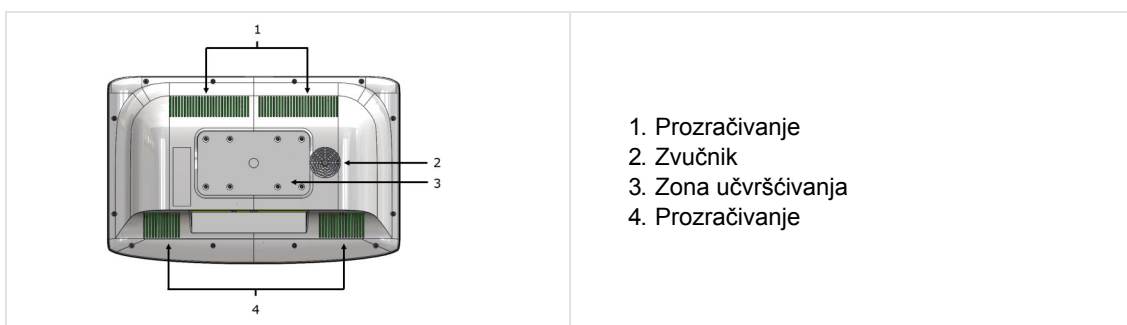 1
2
3
4
1. Prozračivanje
2. Zvučnik
3. Zona učvršćivanja
4. Prozračivanje